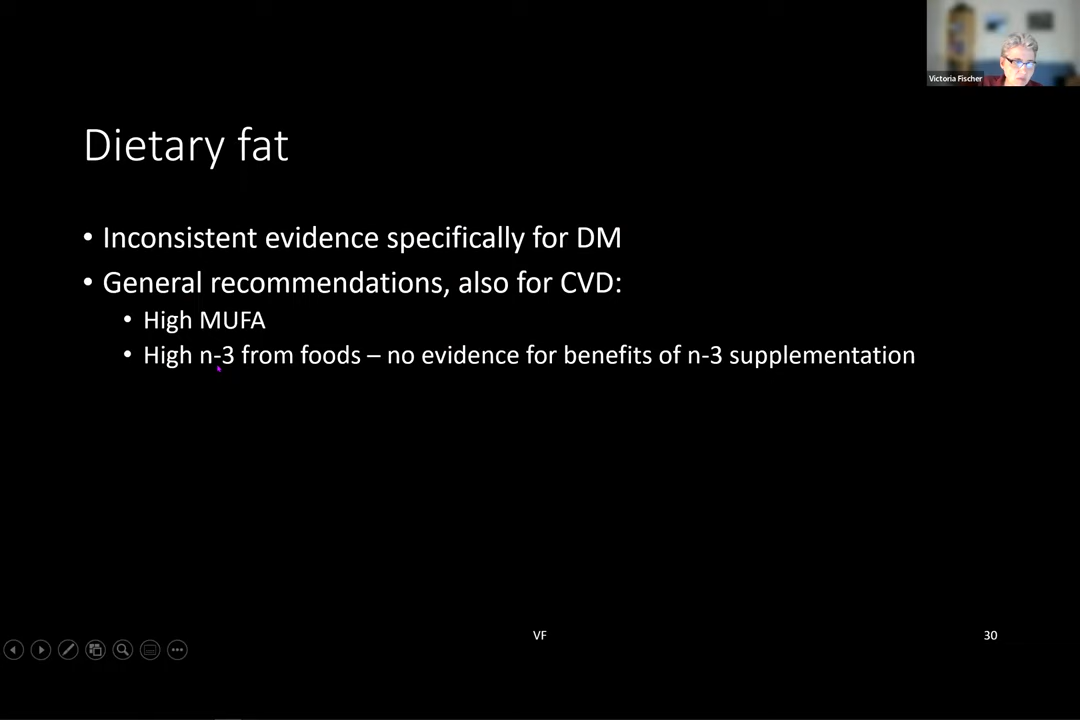 Victoria Fischer
Dietary fat
• Inconsistent evidence specifically for DM
• General recommendations, also for CVD:
• High MUFA
• High n-3 from foods – no evidence for benefits of n-3 supplementation
VF
30